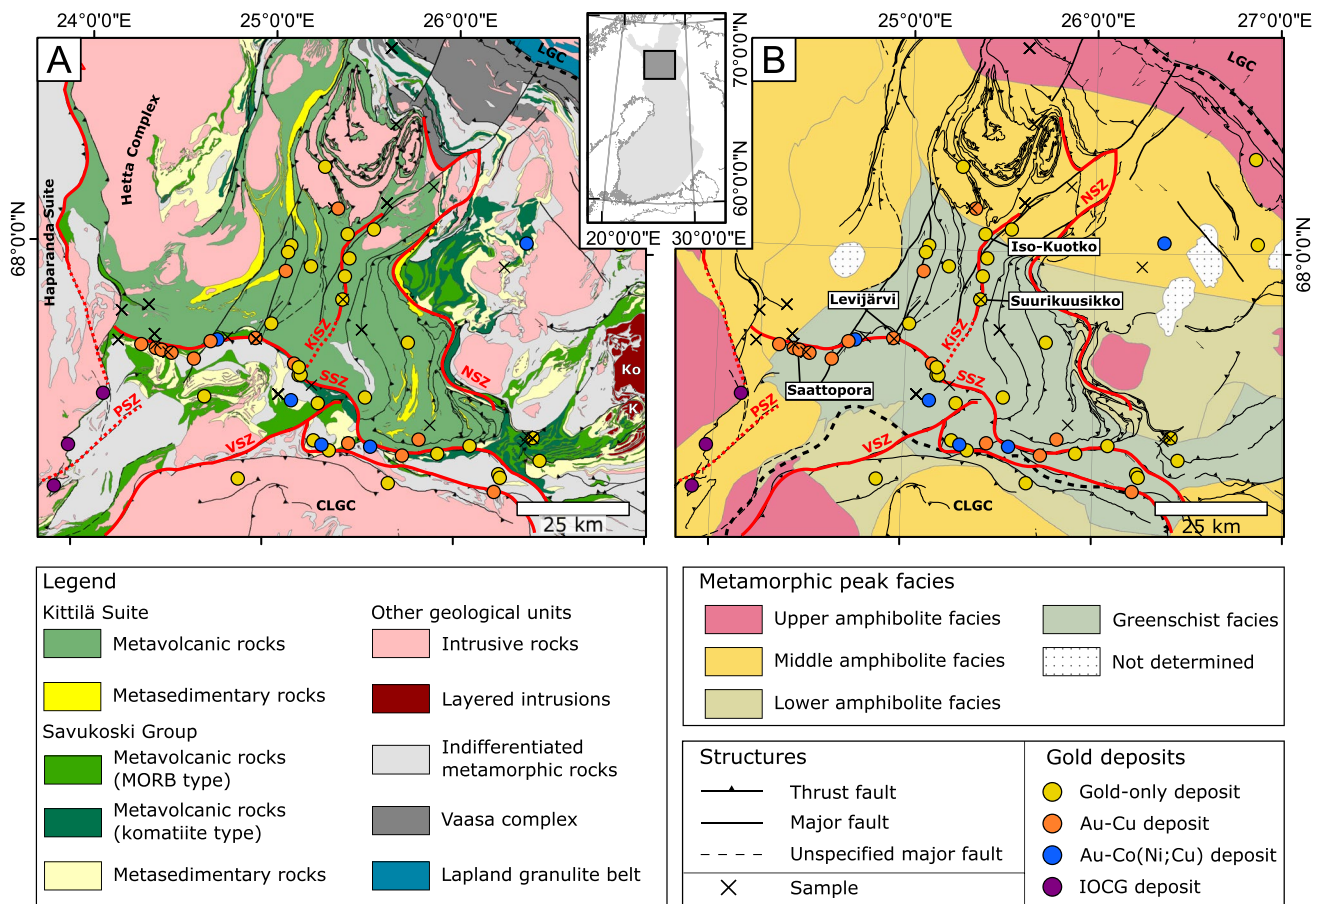 24°0'0"E
25°0'0"E
26°0'0"E
25°0'0"E
26°0'0"E
27°0'0"E
A
Hetta Complex
Haparanda-Suite
LGC
68°0'0"N
PSZ
VSZ
SSZ
KiSZ
NSZ
Ko
K
CLGC
25 km
70°0'0"N
60°0'0"N
20°0'0"E
30°0'0"E
B
LGC
NSZ
Iso-Kuotko
Levijärvi
Suurikuusikko
KiSZ
Saattopora
SSZ
PSZ
VSZ
CLGC
25 km
68°0'0"N
Legend
Kittilä Suite
Metavolcanic rocks
Metasedimentary rocks
Savukoski Group
Metavolcanic rocks
(MORB type)
Metavolcanic rocks
(komatiite type)
Metasedimentary rocks
Other geological units
Intrusive rocks
Layered intrusions
Indifferentiated
metamorphic rocks
Vaasa complex
Lapland granulite belt
Metamorphic peak facies
Upper amphibolite facies
Middle amphibolite facies
Lower amphibolite facies
Greenschist facies
Not determined
Structures
Thrust fault
Major fault
Unspecified major fault
Sample
Gold deposits
Gold-only deposit
Au-Cu deposit
Au-Co(Ni;Cu) deposit
IOCG deposit